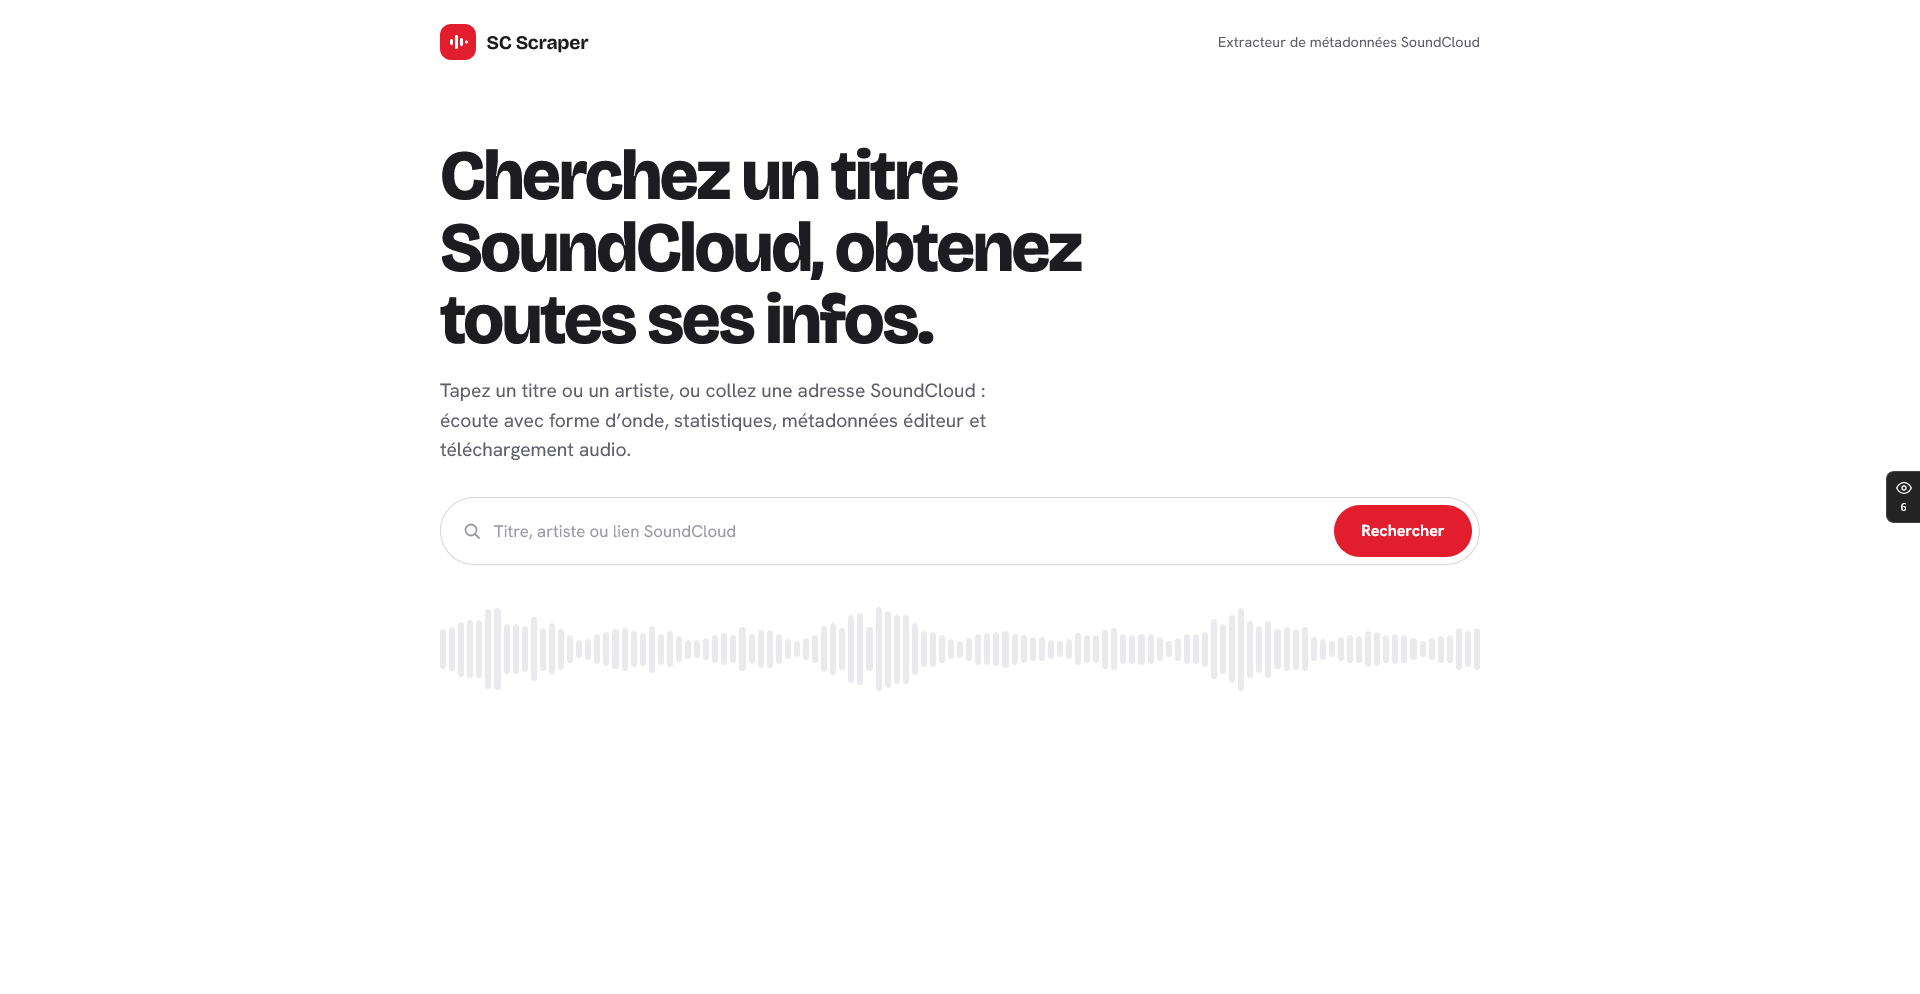 SC Scraper
Extracteur de métadonnées SoundCloud
Cherchez un titre
SoundCloud, obtenez
toutes ses infos.
Tapez un titre ou un artiste, ou collez une adresse SoundCloud :
écoute avec forme d’onde, statistiques, métadonnées éditeur et
téléchargement audio.
Titre, artiste ou lien SoundCloud
Rechercher
6